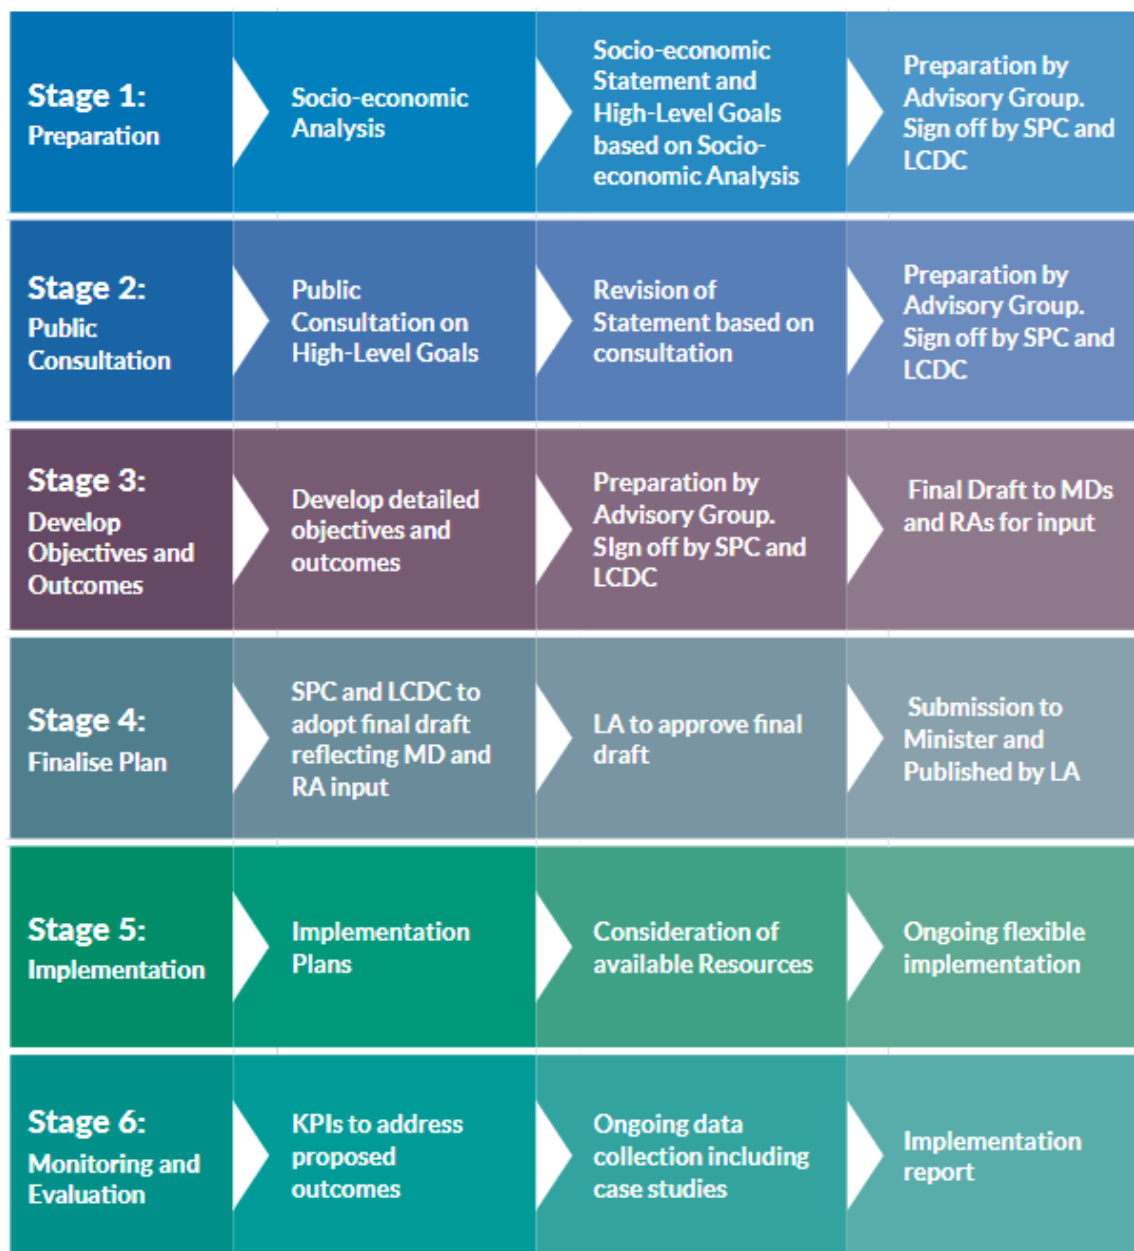 Stage 1:
Preparation
Socio-economic
Analysis
Socio-economic
Statement and
High-Level Goals
based on Socio-
economic Analysis
Preparation by
Advisory Group.
Sign off by SPC and
LCDC
Stage 2:
Public
Consultation
Public
Consultation on
High-Level Goals
Revision of
Statement based on
consultation
Preparation by
Advisory Group.
Sign off by SPC and
LCDC
Stage 3:
Develop
Objectives and
Outcomes
Develop detailed
objectives and
outcomes
Preparation by
Advisory Group.
SIgn off by SPC and
LCDC
Final Draft to MDs
and RAs for input
Stage 4:
Finalise Plan
SPC and LCDC to
adopt final draft
reflecting MD and
RA input
LA to approve final
draft
Submission to
Minister and
Published by LA
Stage 5:
Implementation
Implementation
Plans
Consideration of
available Resources
Ongoing flexible
implementation
Stage 6:
Monitoring and
Evaluation
KPIs to address
proposed
outcomes
Ongoing data
collection including
case studies
Implementation
report